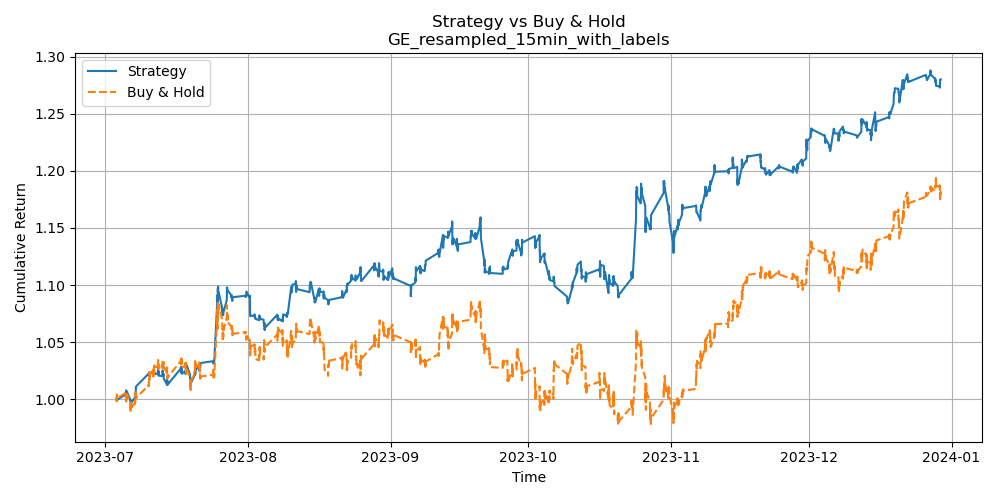 Strategy vs Buy & Hold
GE_resampled_15min_with_labels
Strategy
Buy & Hold
Cumulative Return
1.30
1.25
1.20
1.15
1.10
1.05
1.00
2023-07
2023-08
2023-09
2023-10
2023-11
2023-12
2024-01
Time